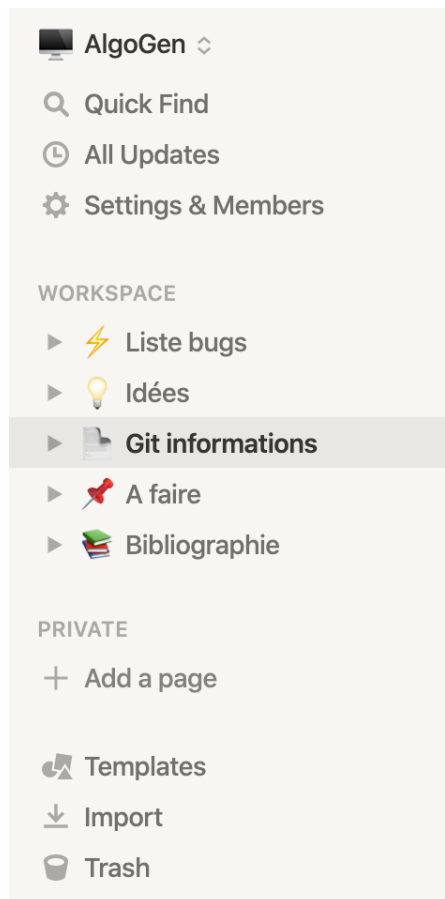 AlgoGen
Quick Find
All Updates
Settings & Members
WORKSPACE
Liste bugs
Idées
Git informations
A faire
Bibliographie
PRIVATE
Add a page
Templates
Import
Trash